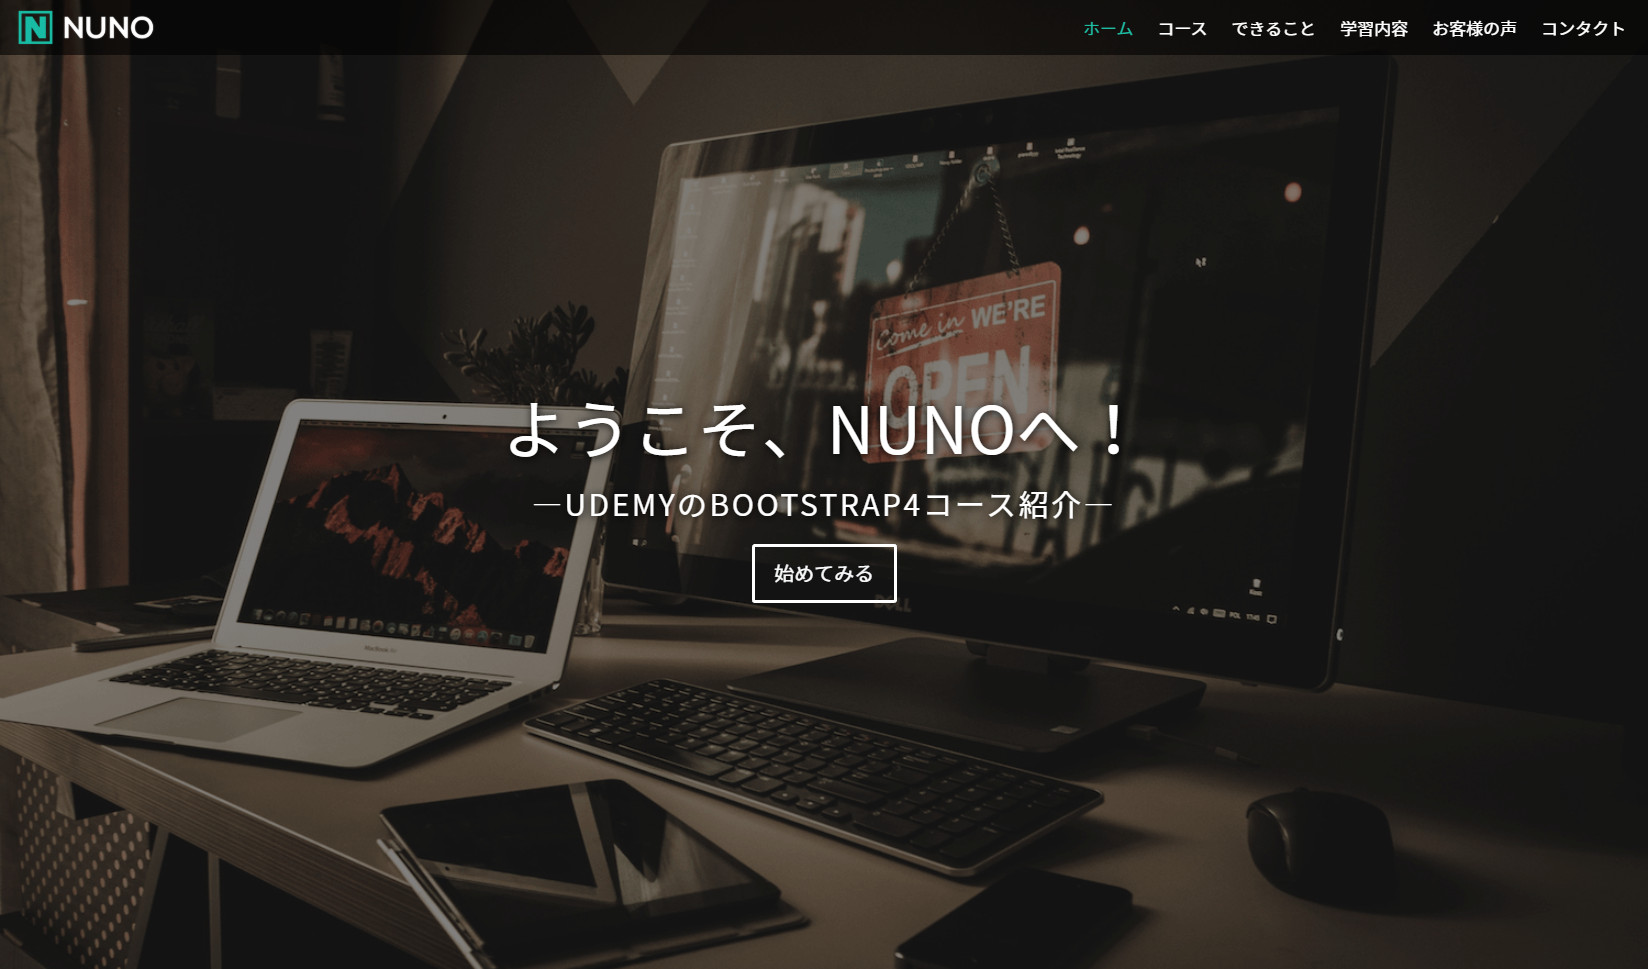 NUNO
ホーム コース できること 学習内容 お客様の声 コンタクト
come in WE'RE
OPEN
ようこそ、NUNOへ！
―UDEMYのBOOTSTRAP4コース紹介―
始めてみる
DELL
MacBook Air